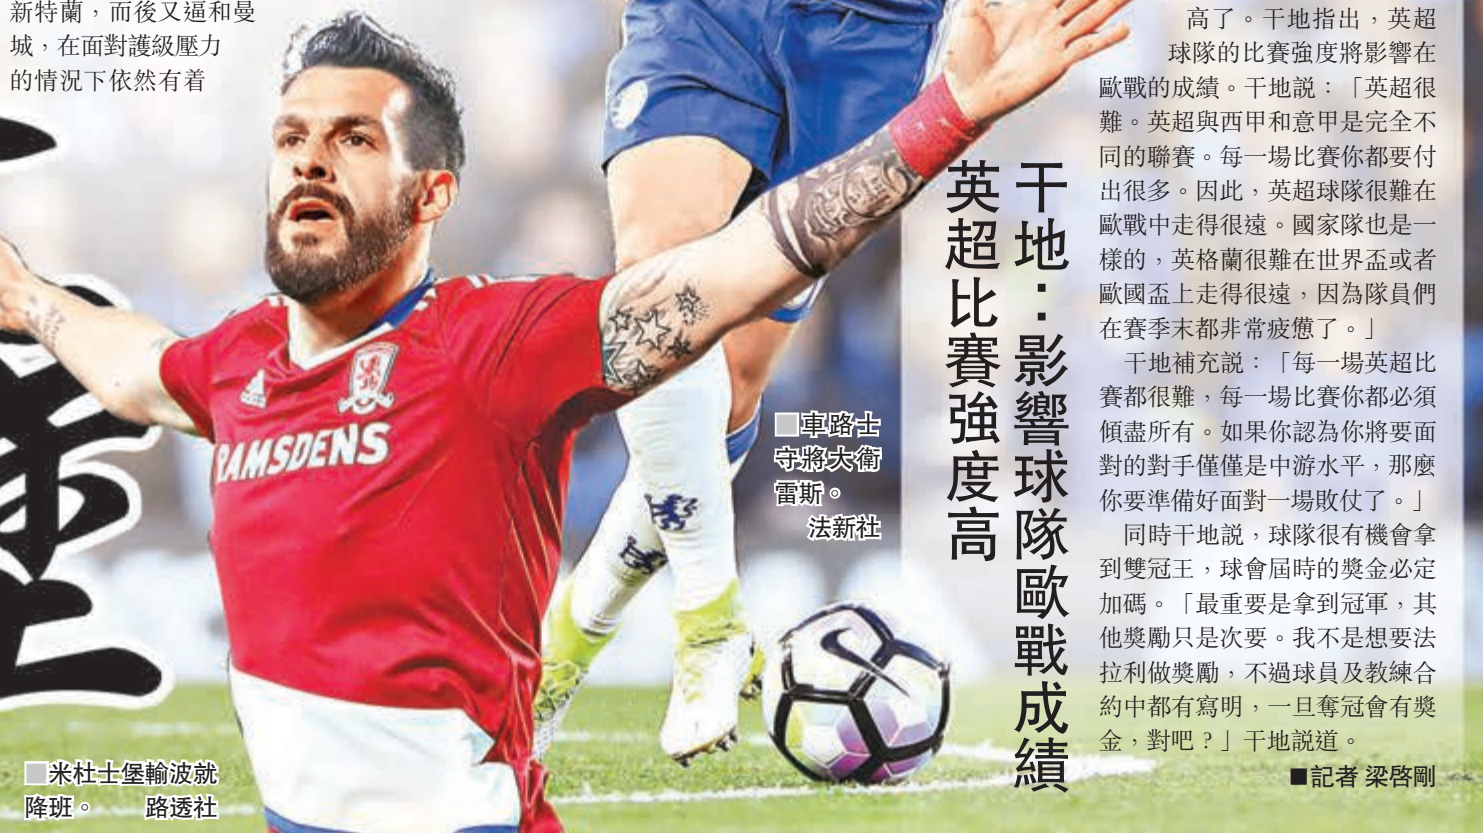 新特蘭，而後又逼和曼
城，在面對護級壓力
的情況下依然有着
RAMSDENS
米杜士堡輸波就
降班。 路透社
車路士
守將大衛
雷斯。
法新社
干地：影響球隊歐戰成績
英超比賽強度高
高了。干地指出，英超
球隊的比賽強度將影響在
歐戰的成績。干地説：「英超很
難。英超與西甲和意甲是完全不
同的聯賽。每一場比賽你都要付
出很多。因此，英超球隊很難在
歐戰中走得很遠。國家隊也是一
樣的，英格蘭很難在世界盃或者
歐國盃上走得很遠，因為隊員們
在賽季末都非常疲憊了。」
干地補充説：「每一場英超比
賽都很難，每一場比賽你都必須
傾盡所有。如果你認為你將要面
對的對手僅僅是中游水平，那麼
你要準備好面對一場敗仗了。」
同時干地説，球隊很有機會拿
到雙冠王，球會屆時的獎金必定
加碼。「最重要是拿到冠軍，其
他獎勵只是次要。我不是想要法
拉利做獎勵，不過球員及教練合
約中都有寫明，一旦奪冠會有獎
金，對吧？」干地説道。
■記者 梁啓剛